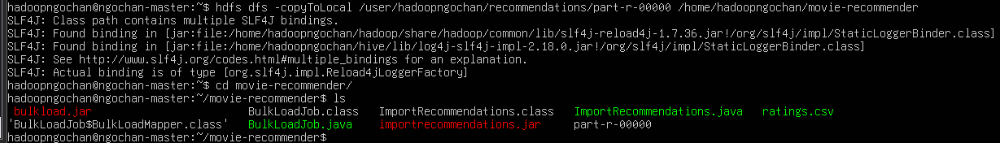 hadoopngochan@ngochan-master:~$ hdfs dfs -copyToLocal /user/hadoopngochan/recommendations/part-r-00000 /home/hadoopngochan/movie-recommender
SLF4J: Class path contains multiple SLF4J bindings.
SLF4J: Found binding in [jar:file:/home/hadoopngochan/hadoop/share/hadoop/common/lib/slf4j-reload4j-1.7.36.jar!/org/slf4j/impl/StaticLoggerBinder.class]
SLF4J: Found binding in [jar:file:/home/hadoopngochan/hive/lib/log4j-slf4j-impl-2.18.0.jar!/org/slf4j/impl/StaticLoggerBinder.class]
SLF4J: See http://www.slf4j.org/codes.html#multiple_bindings for an explanation.
SLF4J: Actual binding is of type [org.slf4j.impl.Reload4jLoggerFactory]
hadoopngochan@ngochan-master:~$ cd movie-recommender/
hadoopngochan@ngochan-master:~/movie-recommender$ ls
bulkload.jar BulkLoadJob.class ImportRecommendations.class ImportRecommendations.java ratings.csv
'BulkLoadJob$BulkLoadMapper.class' BulkLoadJob.java importrecommendations.jar part-r-00000
hadoopngochan@ngochan-master:~/movie-recommender$